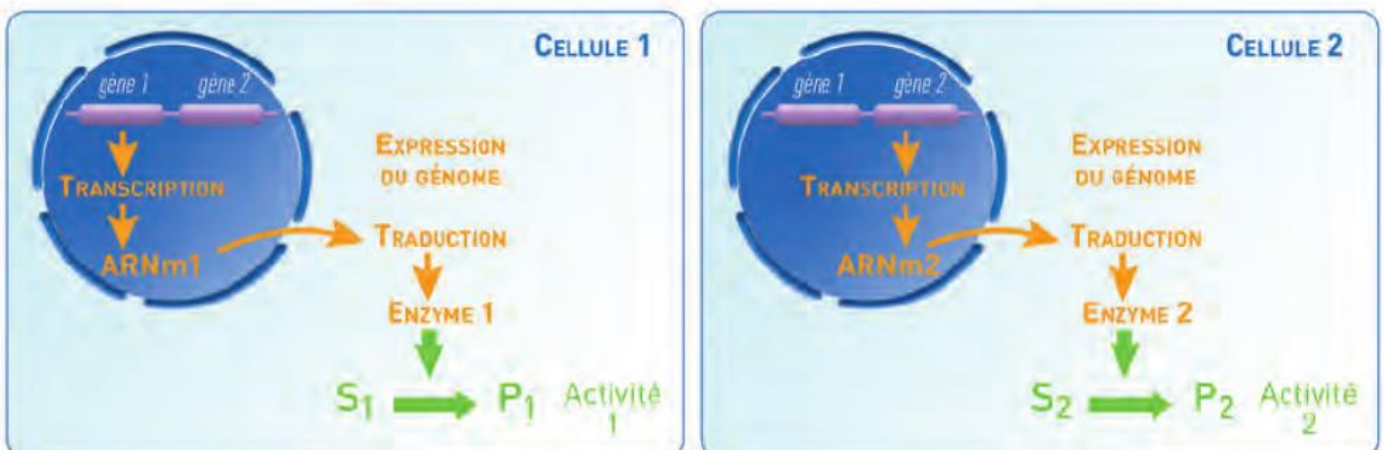 CELLULE 1
gène 1 gène 2
EXPRESSION
DU GÉNOME
TRANSCRIPTION
TRADUCTION
ARNm1
ENZYME 1
S1 P1 Activité
1
CELLULE 2
gène 1 gène 2
EXPRESSION
DU GÉNOME
TRANSCRIPTION
TRADUCTION
ARNm2
ENZYME 2
S2 P2 Activité
2